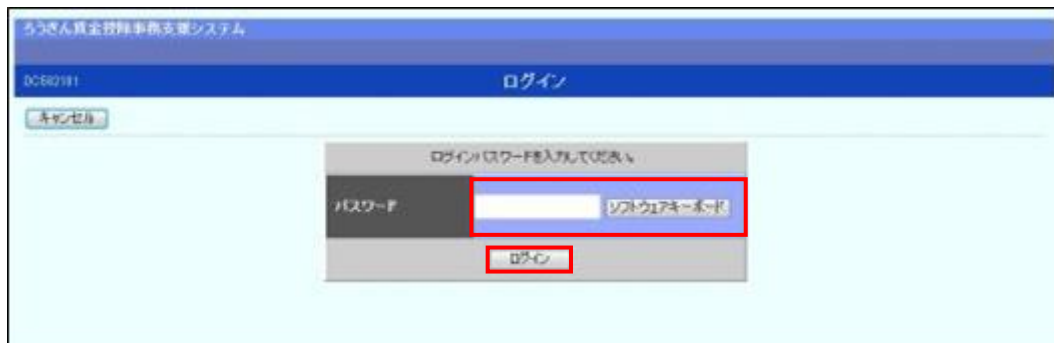 ろうきん賃金控除事務支援システム
ログイン
キャンセル
ログインパスワードを入力してください。
パスワード
ソフトウェアキーボード
ログイン